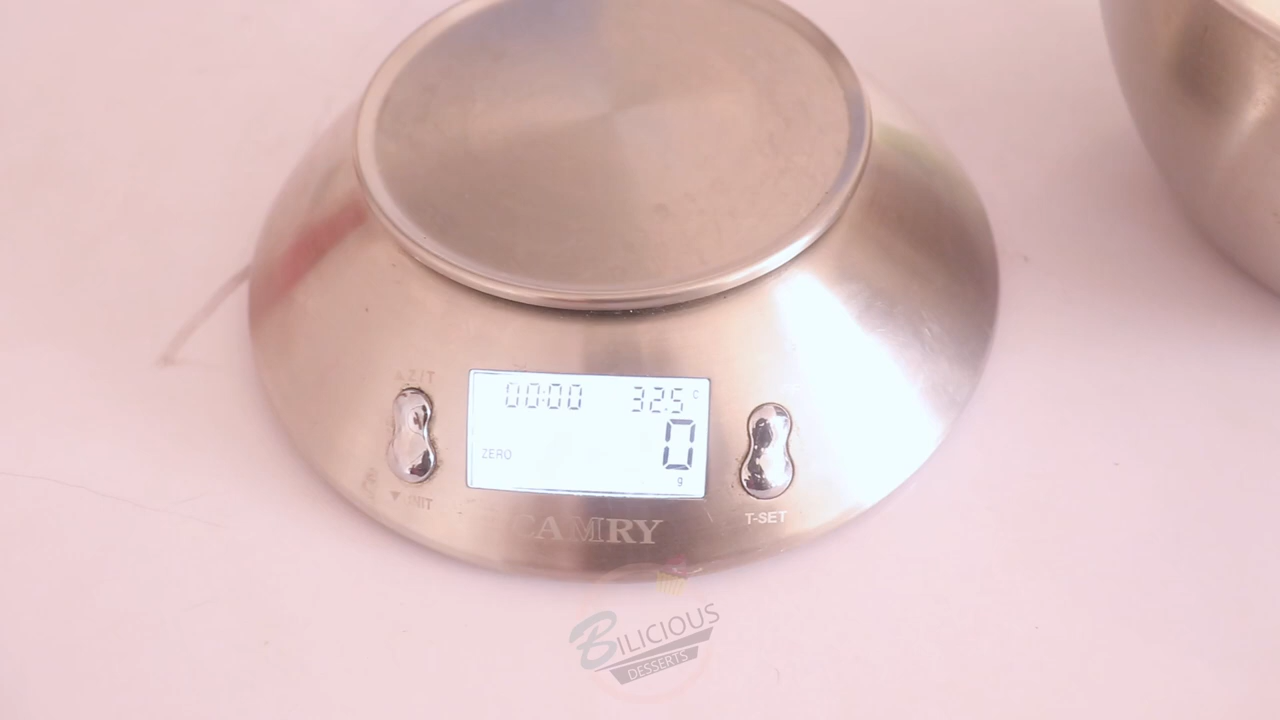 00:00 32.5 °C
0
ZERO
g
T-SET
CAMRY
BILICIOUS
DESSERTS